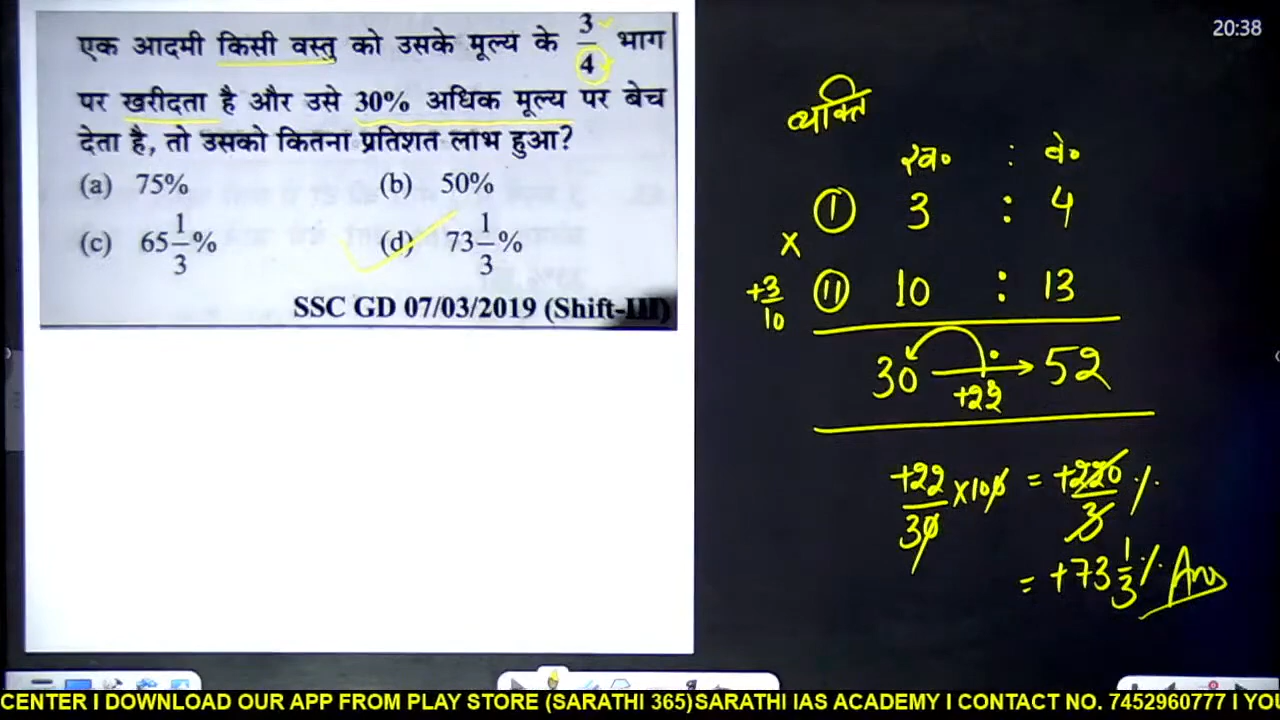 20:38
एक आदमी किसी वस्तु को उसके मूल्य के 3/4 भाग
पर खरीदता है और उसे 30% अधिक मूल्य पर बेच
देता है, तो उसको कितना प्रतिशत लाभ हुआ?
(a) 75% (b) 50%
(c) 65 1/3% (d) 73 1/3%
SSC GD 07/03/2019 (Shift-III)
व्यक्ति
ख० : बे०
(I) 3 : 4
×
+3/10 (II) 10 : 13
30 : 52
+22
+22/30 ×100 = +220/3 %
= +73 1/3 % Ans
CENTER I DOWNLOAD OUR APP FROM PLAY STORE (SARATHI 365)SARATHI IAS ACADEMY I CONTACT NO. 7452960777 I YOU